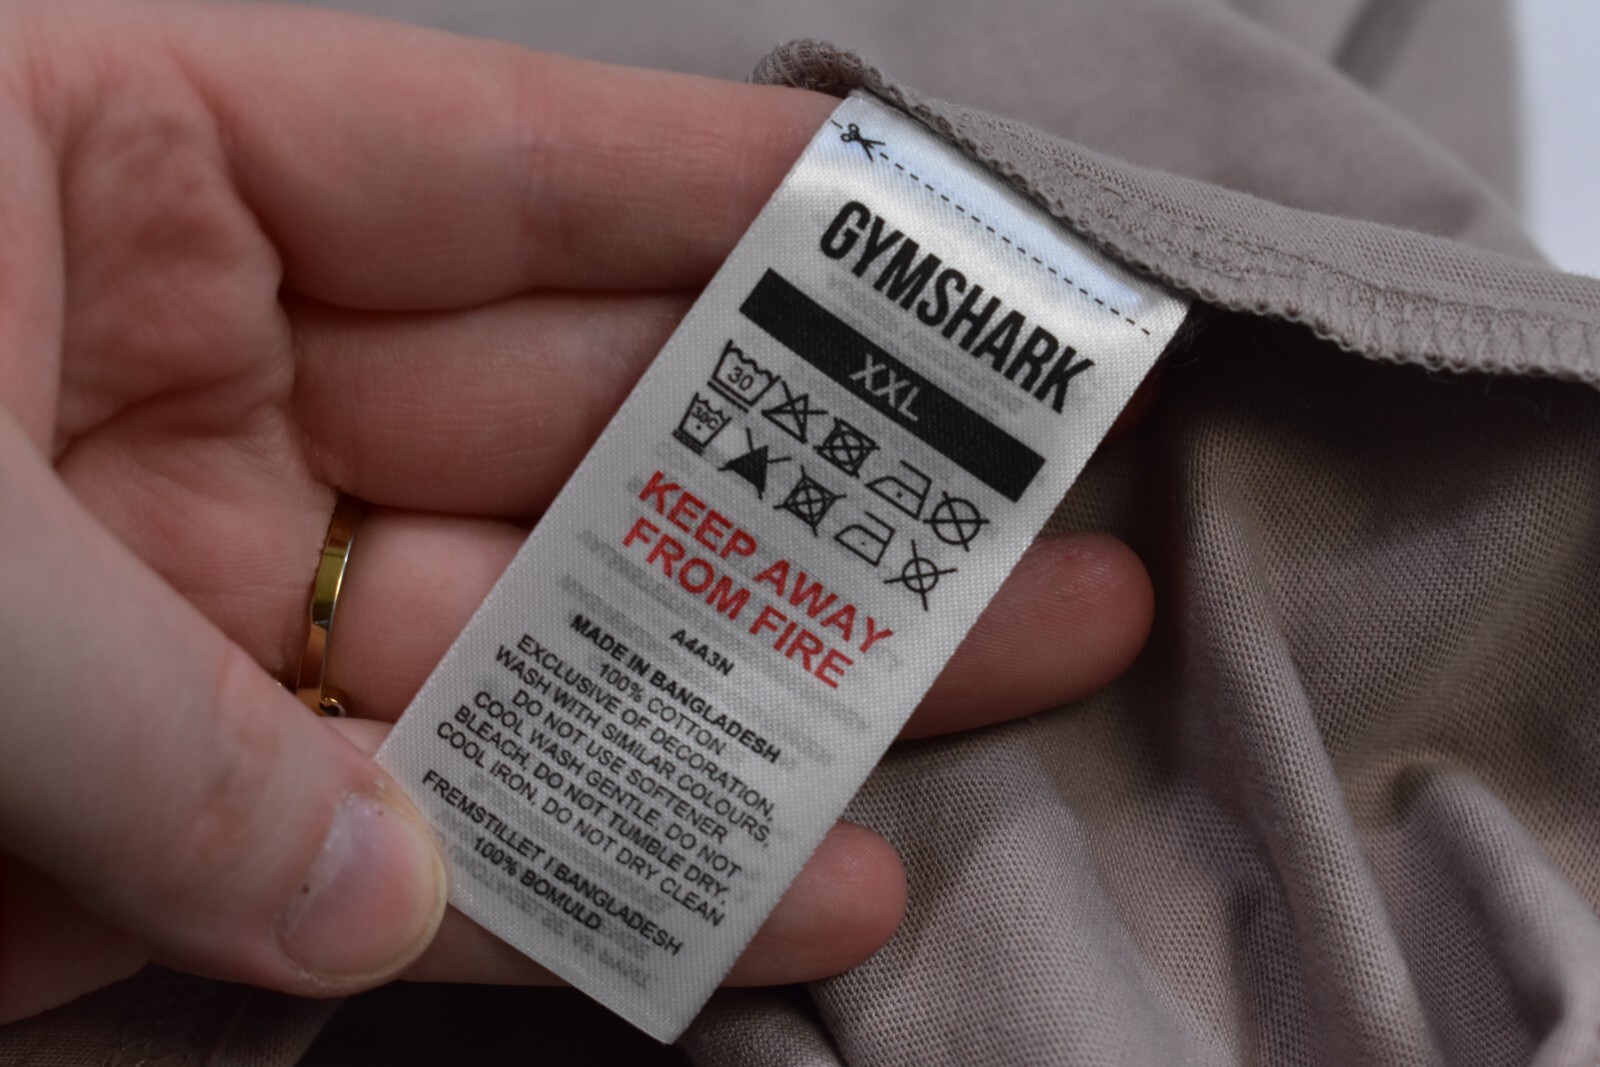 GYMSHARK
XXL
30
30C
KEEP AWAY
FROM FIRE
A4A3N
MADE IN BANGLADESH
100% COTTON
EXCLUSIVE OF DECORATION,
WASH WITH SIMILAR COLOURS,
DO NOT USE SOFTENER
COOL WASH GENTLE, DO NOT
BLEACH, DO NOT TUMBLE DRY,
COOL IRON, DO NOT DRY CLEAN
FREMSTILLET I BANGLADESH
100% BOMULD